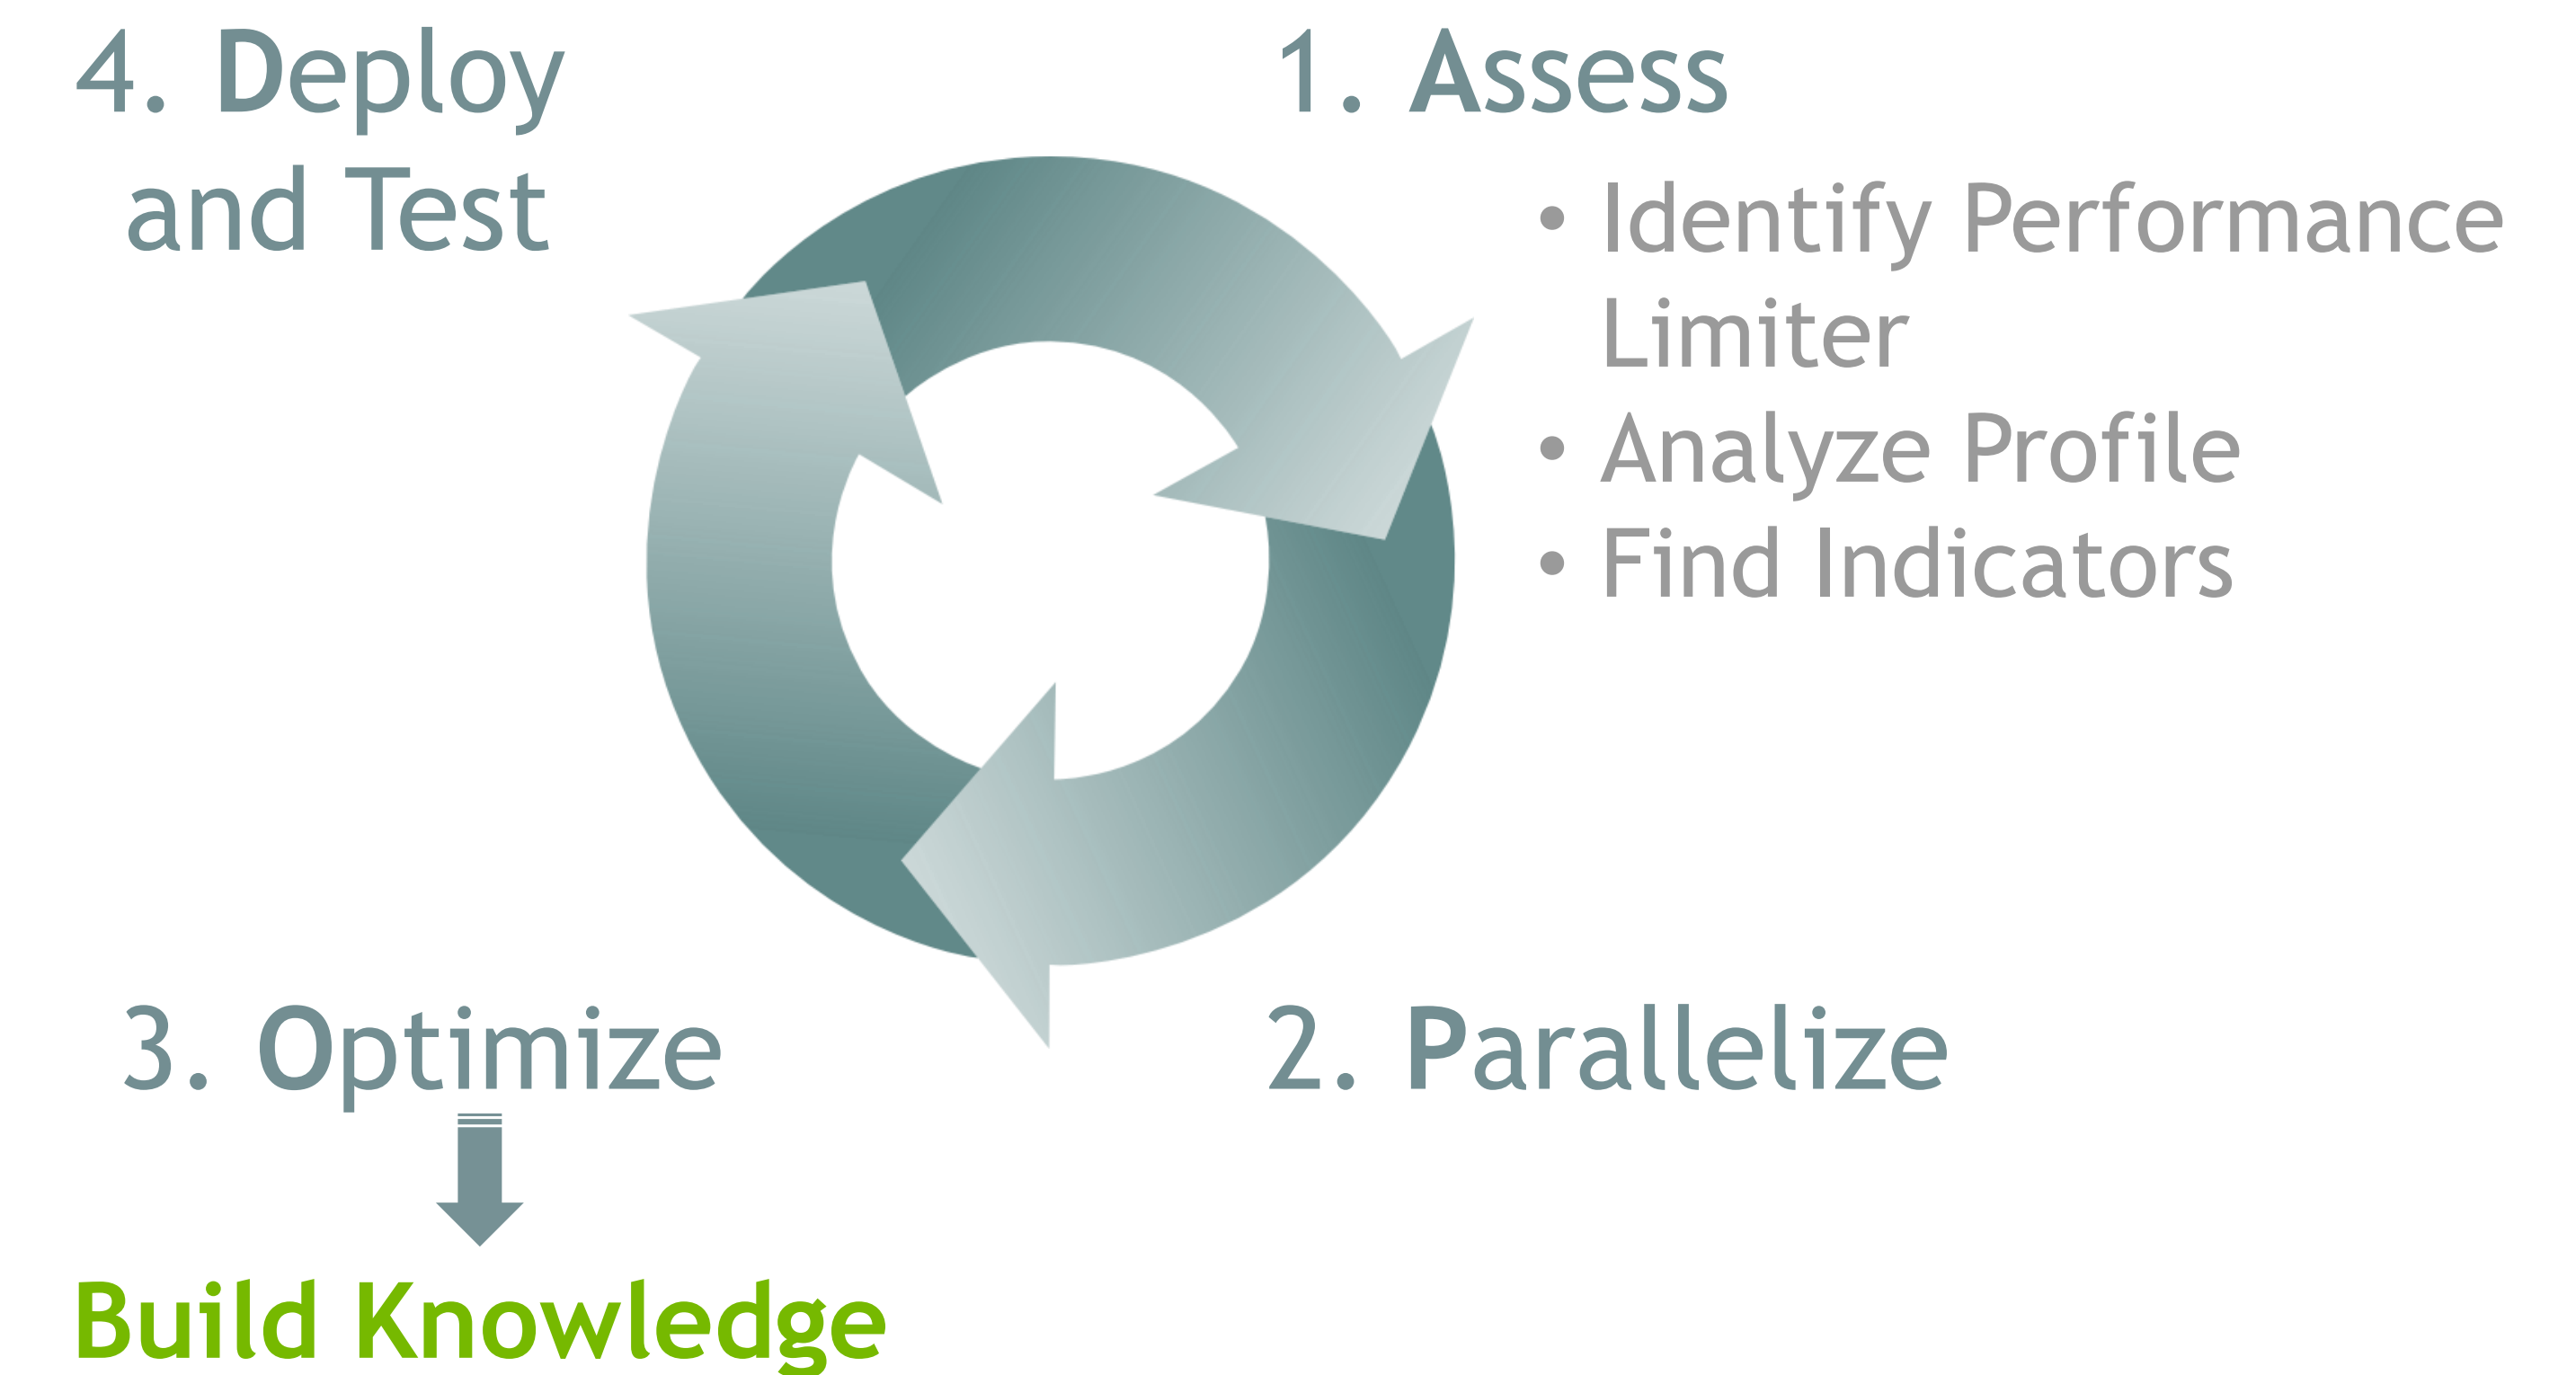 4. Deploy
and Test
1. Assess
• Identify Performance
Limiter
• Analyze Profile
• Find Indicators
3. Optimize
2. Parallelize
Build Knowledge